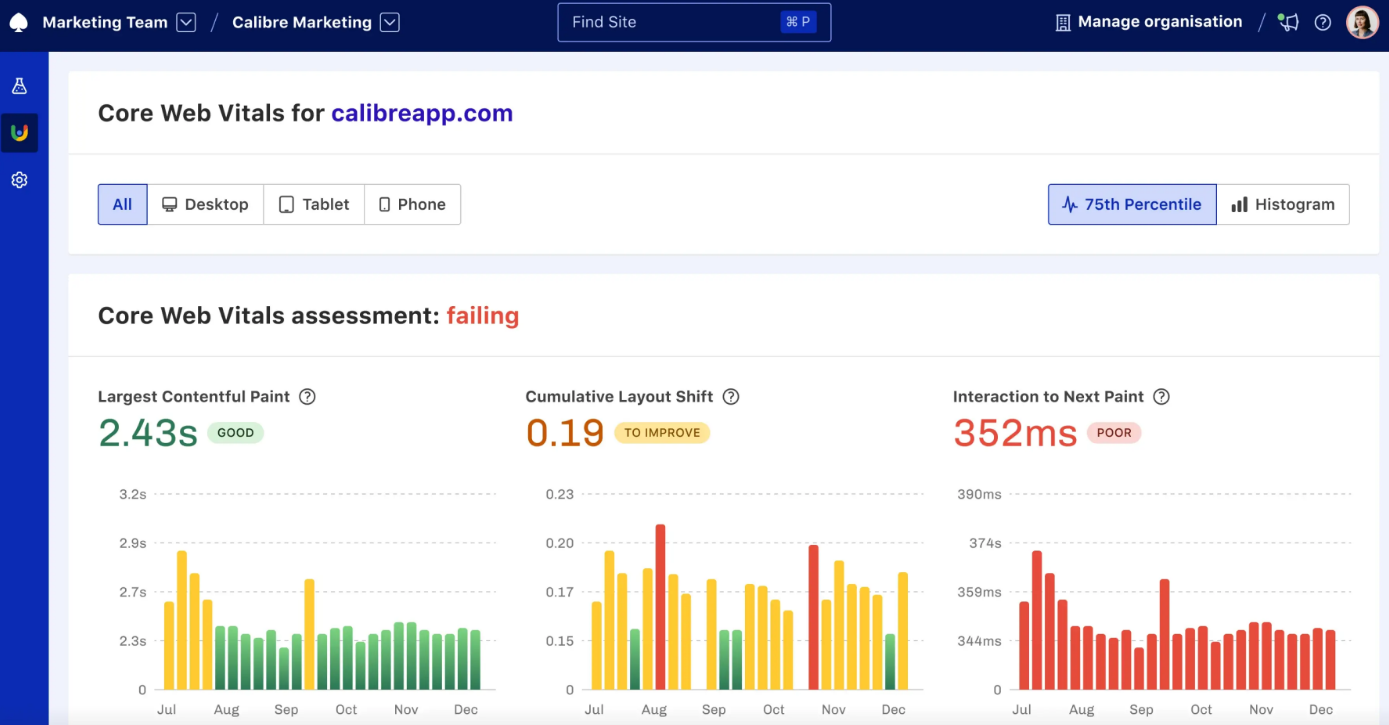 Marketing Team / Calibre Marketing Find Site ⌘ P Manage organisation /
Core Web Vitals for calibreapp.com
All Desktop Tablet Phone 75th Percentile Histogram
Core Web Vitals assessment: failing
Largest Contentful Paint
2.43s GOOD
3.2s
2.9s
2.7s
2.3s
0
Jul Aug Sep Oct Nov Dec
Cumulative Layout Shift
0.19 TO IMPROVE
0.23
0.20
0.17
0.15
0
Jul Aug Sep Oct Nov Dec
Interaction to Next Paint
352ms POOR
390ms
374s
359ms
344ms
0
Jul Aug Sep Oct Nov Dec